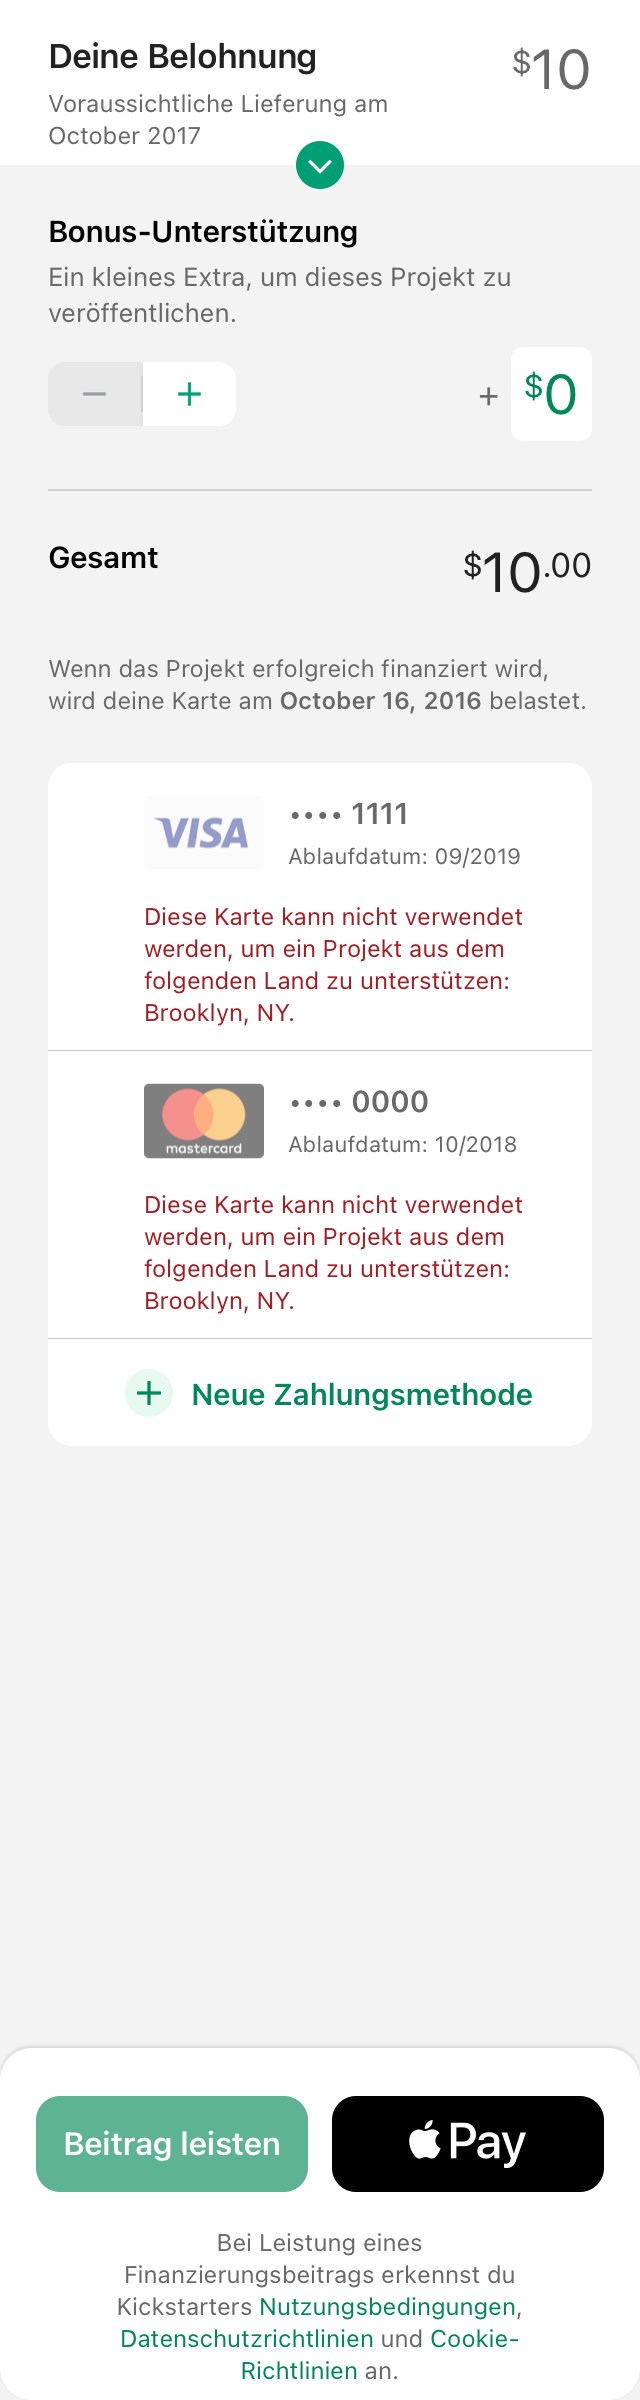 Deine Belohnung
$10
Voraussichtliche Lieferung am
October 2017
Bonus-Unterstützung
Ein kleines Extra, um dieses Projekt zu
veröffentlichen.
− + + $0
Gesamt
$10.00
Wenn das Projekt erfolgreich finanziert wird,
wird deine Karte am October 16, 2016 belastet.
VISA
•••• 1111
Ablaufdatum: 09/2019
Diese Karte kann nicht verwendet
werden, um ein Projekt aus dem
folgenden Land zu unterstützen:
Brooklyn, NY.
mastercard
•••• 0000
Ablaufdatum: 10/2018
Diese Karte kann nicht verwendet
werden, um ein Projekt aus dem
folgenden Land zu unterstützen:
Brooklyn, NY.
+ Neue Zahlungsmethode
Beitrag leisten
Pay
Bei Leistung eines
Finanzierungsbeitrags erkennst du
Kickstarters Nutzungsbedingungen,
Datenschutzrichtlinien und Cookie-
Richtlinien an.